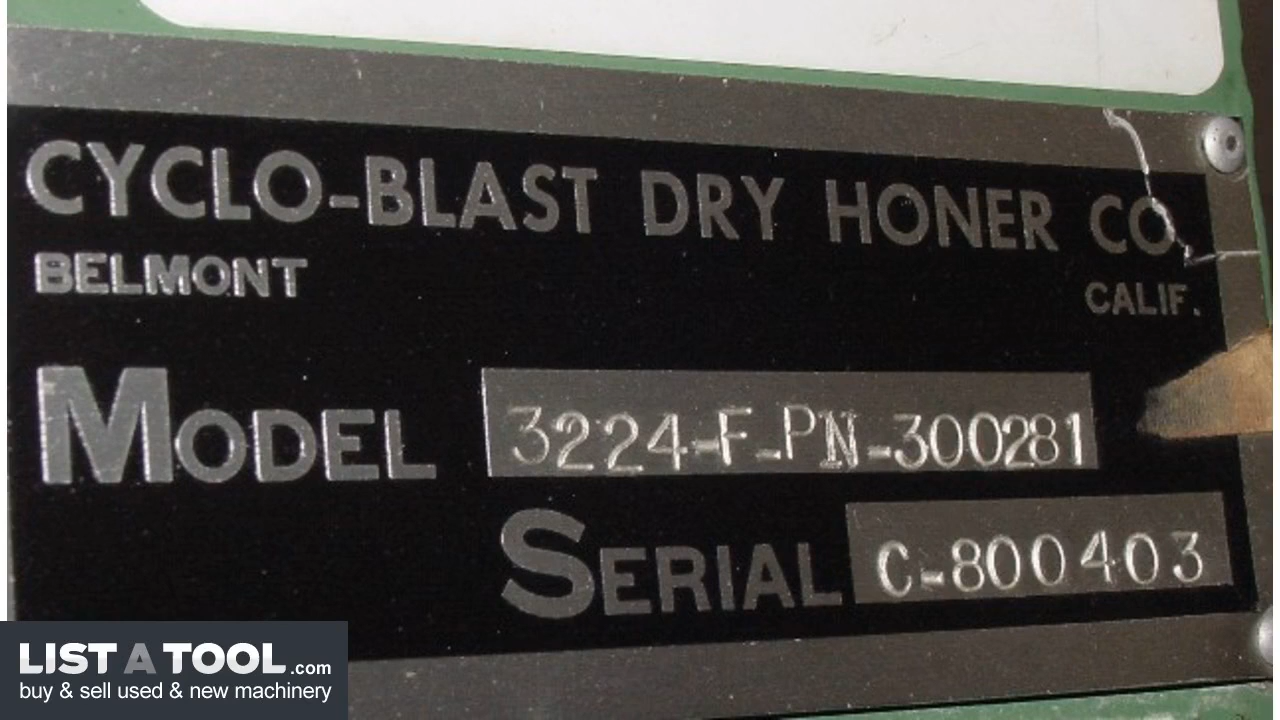 CYCLO-BLAST DRY HONER CO.
BELMONT CALIF.
MODEL 3224-F-PN-300281
SERIAL C-800403
LIST A TOOL.com
buy & sell used & new machinery